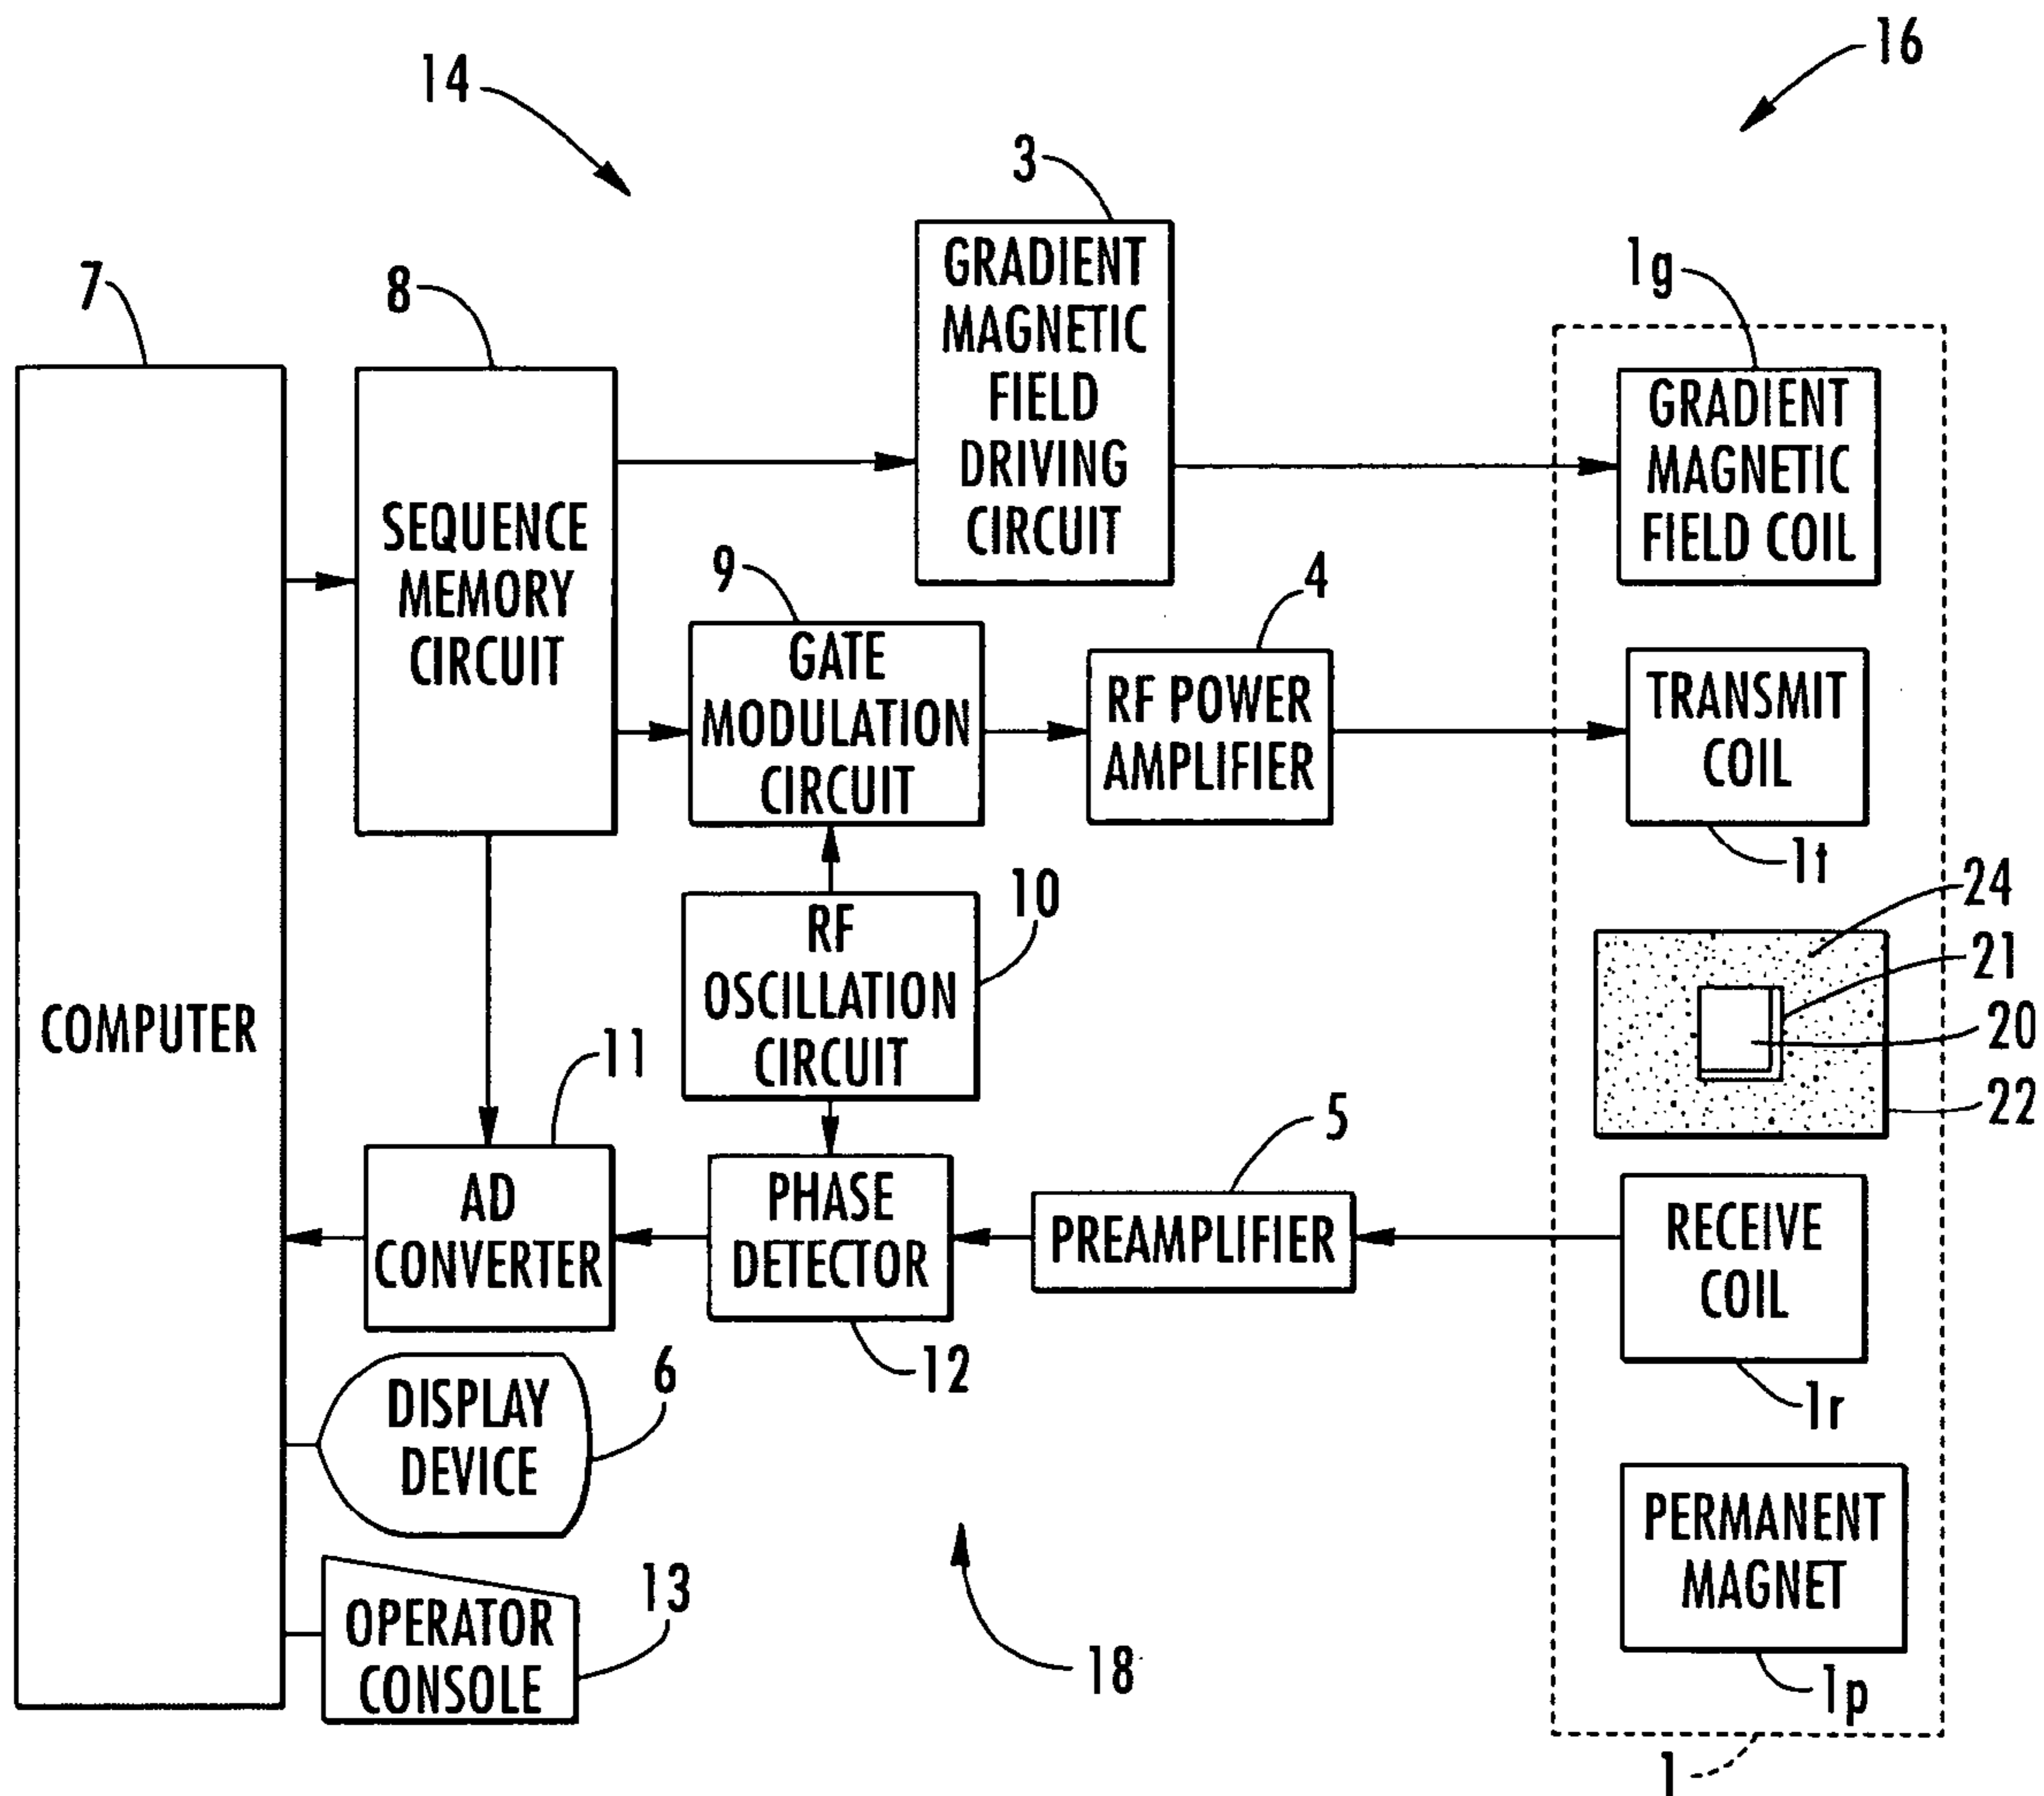 14
16
3
GRADIENT
MAGNETIC
FIELD
DRIVING
CIRCUIT
7
8
1g
GRADIENT
MAGNETIC
FIELD COIL
SEQUENCE
MEMORY
CIRCUIT
9
GATE
MODULATION
CIRCUIT
4
RF POWER
AMPLIFIER
TRANSMIT
COIL
1t
10
RF
OSCILLATION
CIRCUIT
24
21
20
22
COMPUTER
11
AD
CONVERTER
PHASE
DETECTOR
12
5
PREAMPLIFIER
RECEIVE
COIL
1r
DISPLAY
DEVICE
6
PERMANENT
MAGNET
1p
OPERATOR
CONSOLE
13
18
1